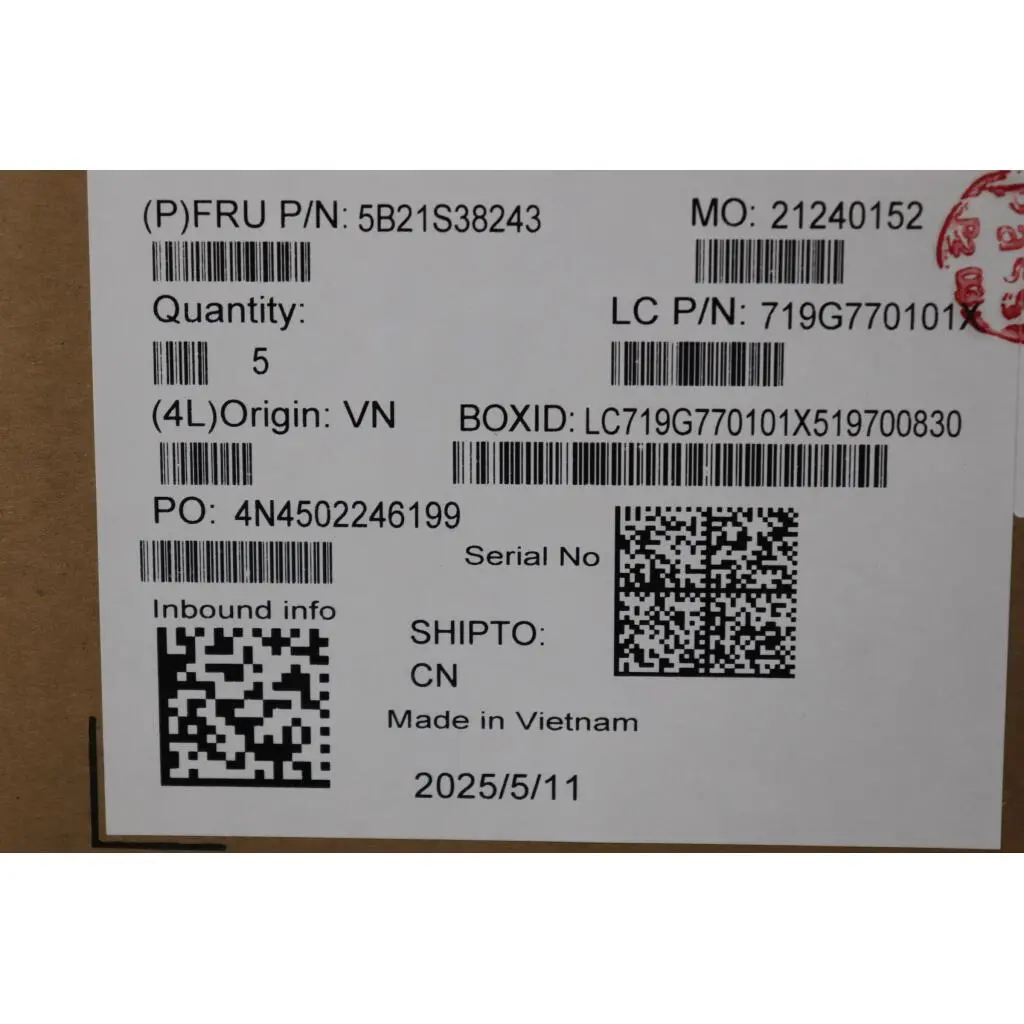 (P)FRU P/N: 5B21S38243
MO: 21240152
Quantity:
5
LC P/N: 719G770101X
(4L)Origin: VN
BOXID: LC719G770101X519700830
PO: 4N4502246199
Serial No
Inbound info
SHIPTO:
CN
Made in Vietnam
2025/5/11